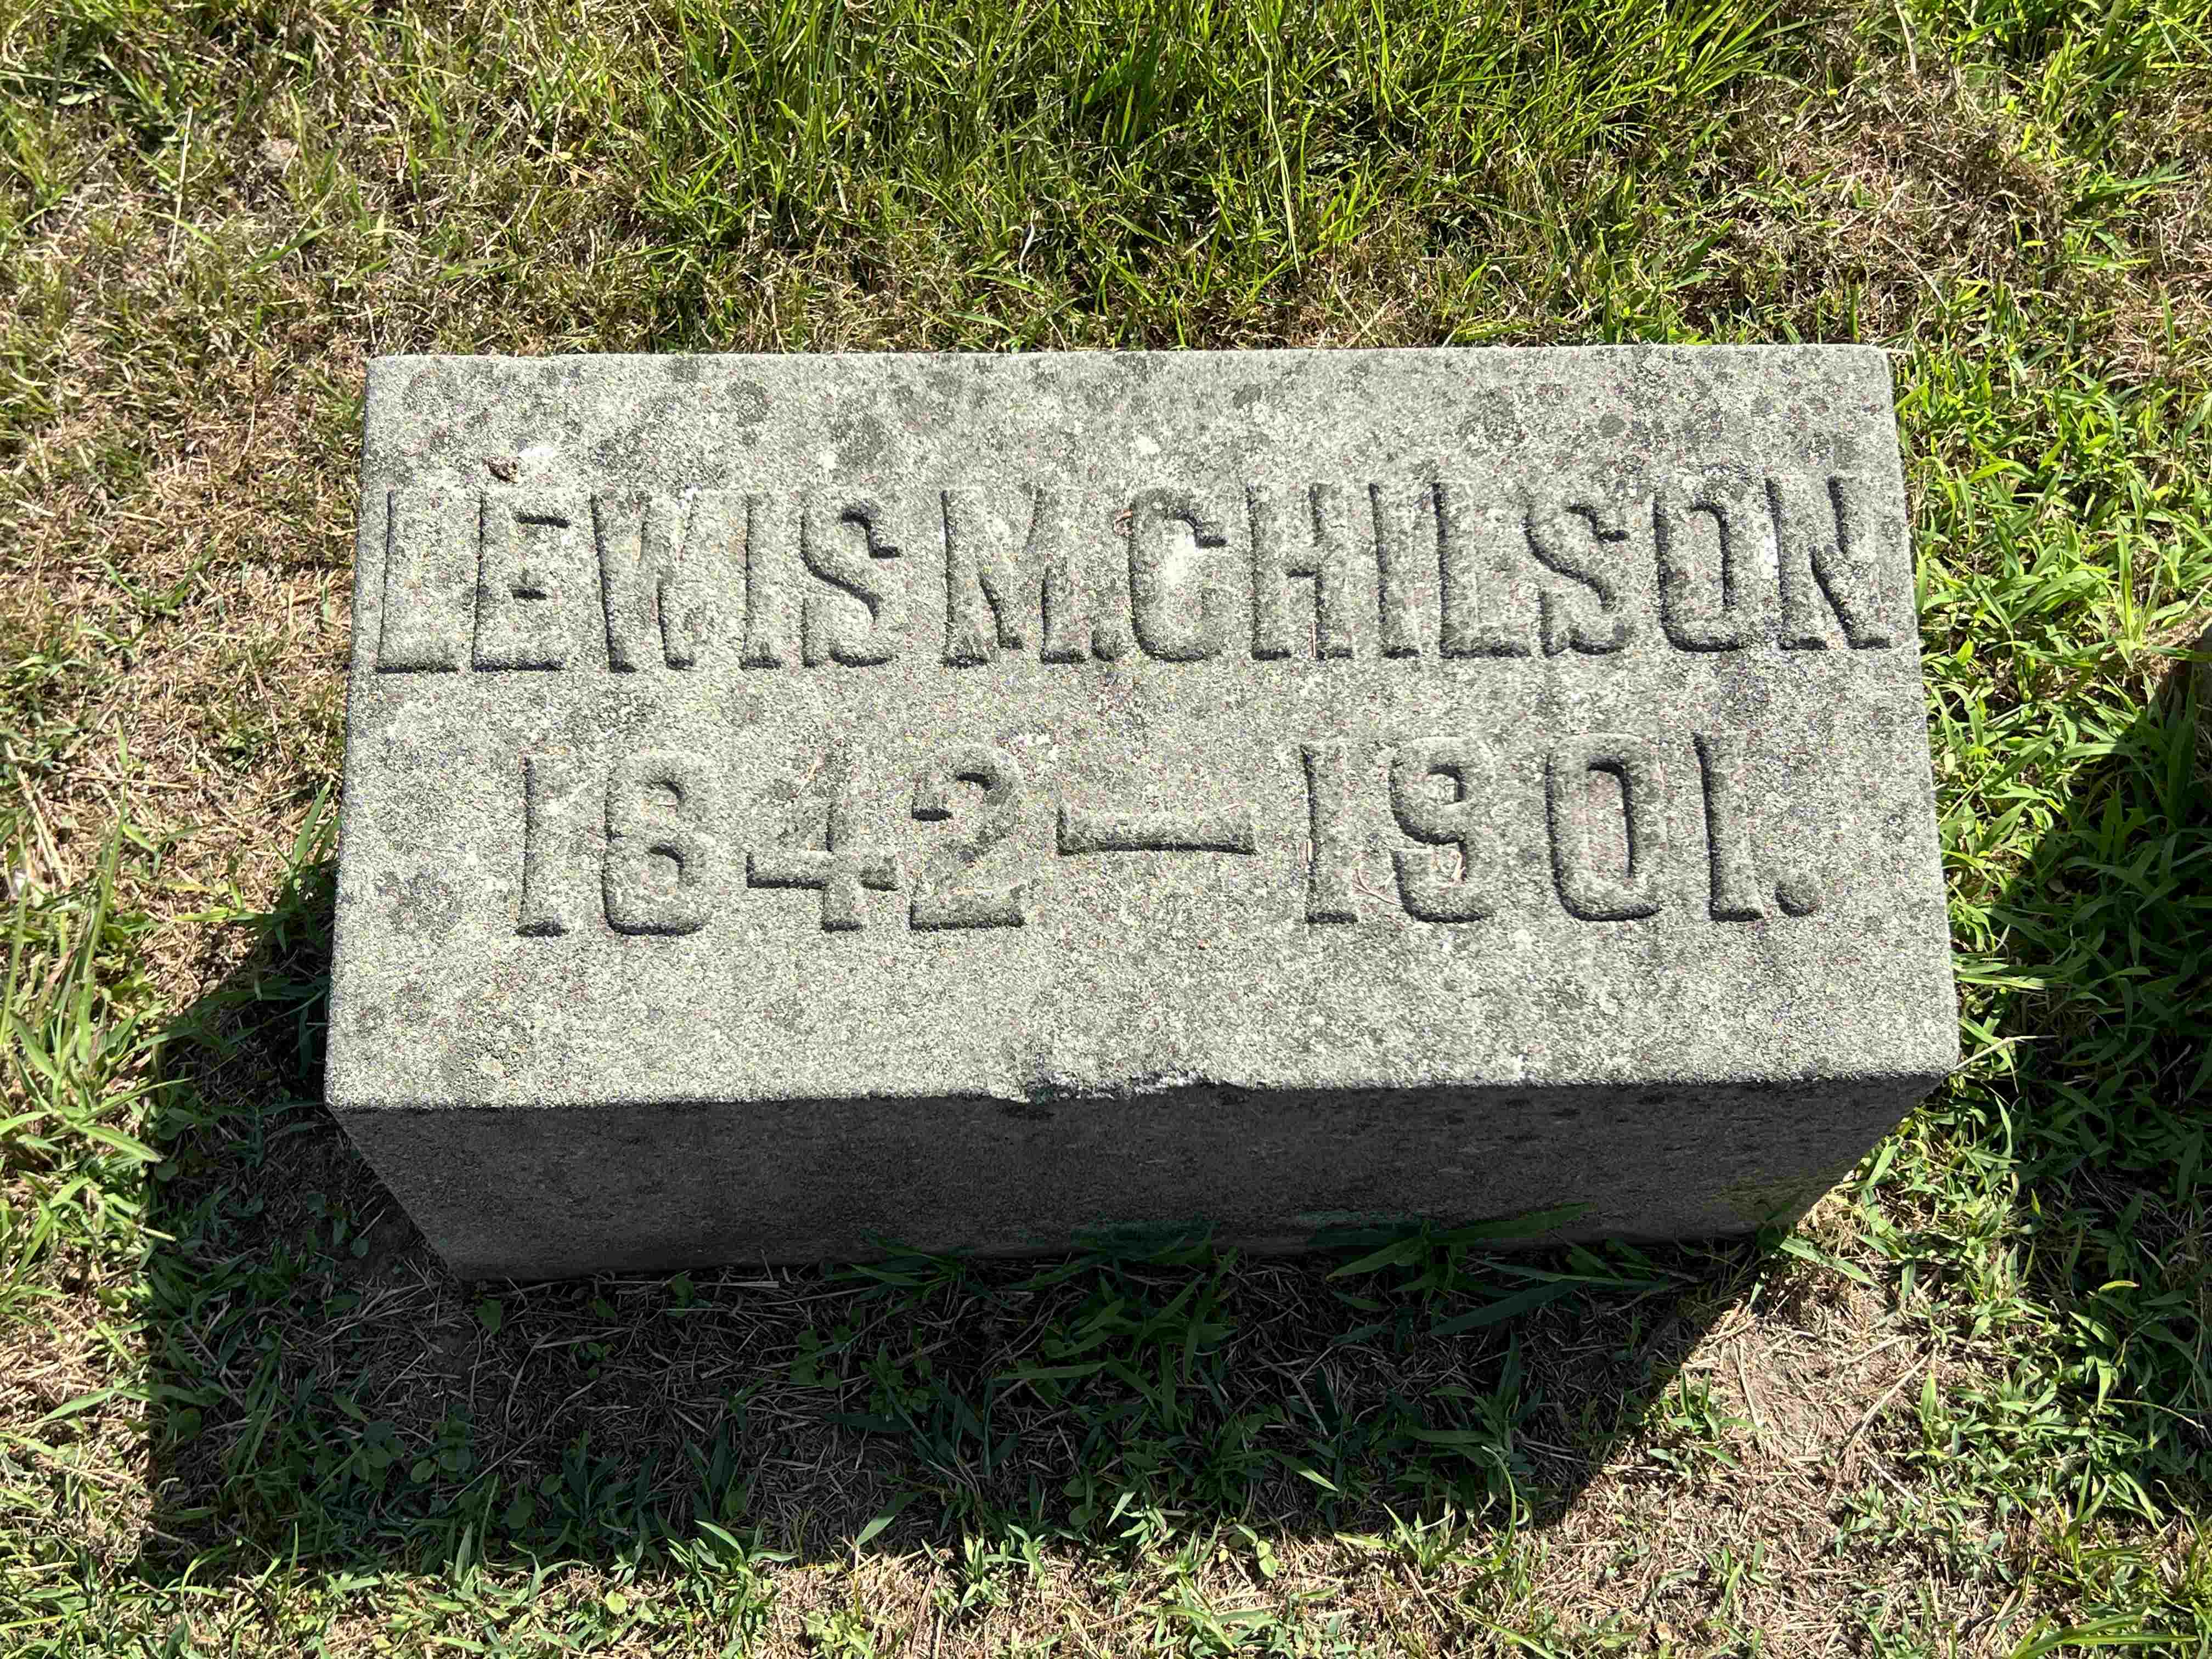 LEWIS M. CHILSON
1842 — 1901.